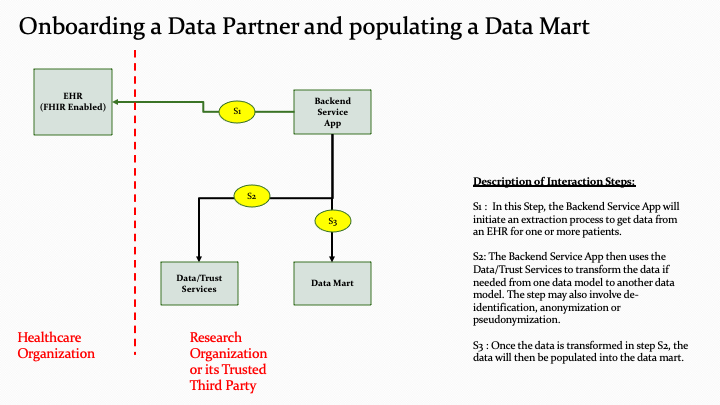 Onboarding a Data Partner and populating a Data Mart
EHR
(FHIR Enabled)
S1
Backend
Service
App
S2
S3
Data/Trust
Services
Data Mart
Healthcare
Organization
Research
Organization
or its Trusted
Third Party
Description of Interaction Steps:
S1 : In this Step, the Backend Service App will
initiate an extraction process to get data from
an EHR for one or more patients.
S2: The Backend Service App then uses the
Data/Trust Services to transform the data if
needed from one data model to another data
model. The step may also involve de-
identification, anonymization or
pseudonymization.
S3 : Once the data is transformed in step S2, the
data will then be populated into the data mart.